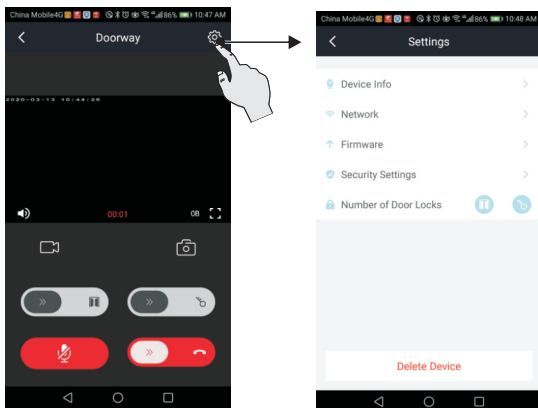 China Mobile4G 86% 10:47 AM
Doorway
2020-03-13 10:44:28
00:01
0B
China Mobile4G 86% 10:48 AM
Settings
Device Info
Network
Firmware
Security Settings
Number of Door Locks
Delete Device